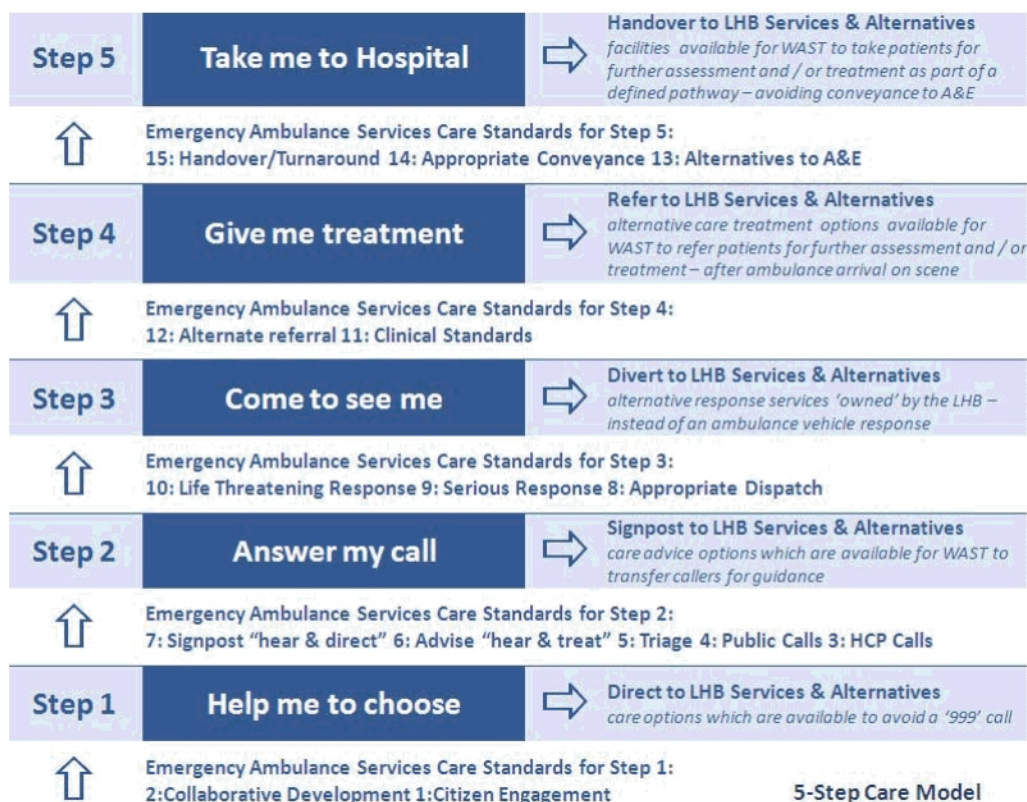 Step 5
Take me to Hospital
Handover to LHB Services & Alternatives
facilities available for WAST to take patients for
further assessment and / or treatment as part of a
defined pathway – avoiding conveyance to A&E
Emergency Ambulance Services Care Standards for Step 5:
15: Handover/Turnaround 14: Appropriate Conveyance 13: Alternatives to A&E
Step 4
Give me treatment
Refer to LHB Services & Alternatives
alternative care treatment options available for
WAST to refer patients for further assessment and / or
treatment – after ambulance arrival on scene
Emergency Ambulance Services Care Standards for Step 4:
12: Alternate referral 11: Clinical Standards
Step 3
Come to see me
Divert to LHB Services & Alternatives
alternative response services ‘owned’ by the LHB –
instead of an ambulance vehicle response
Emergency Ambulance Services Care Standards for Step 3:
10: Life Threatening Response 9: Serious Response 8: Appropriate Dispatch
Step 2
Answer my call
Signpost to LHB Services & Alternatives
care advice options which are available for WAST to
transfer callers for guidance
Emergency Ambulance Services Care Standards for Step 2:
7: Signpost “hear & direct” 6: Advise “hear & treat” 5: Triage 4: Public Calls 3: HCP Calls
Step 1
Help me to choose
Direct to LHB Services & Alternatives
care options which are available to avoid a ‘999’ call
Emergency Ambulance Services Care Standards for Step 1:
2:Collaborative Development 1:Citizen Engagement
5-Step Care Model